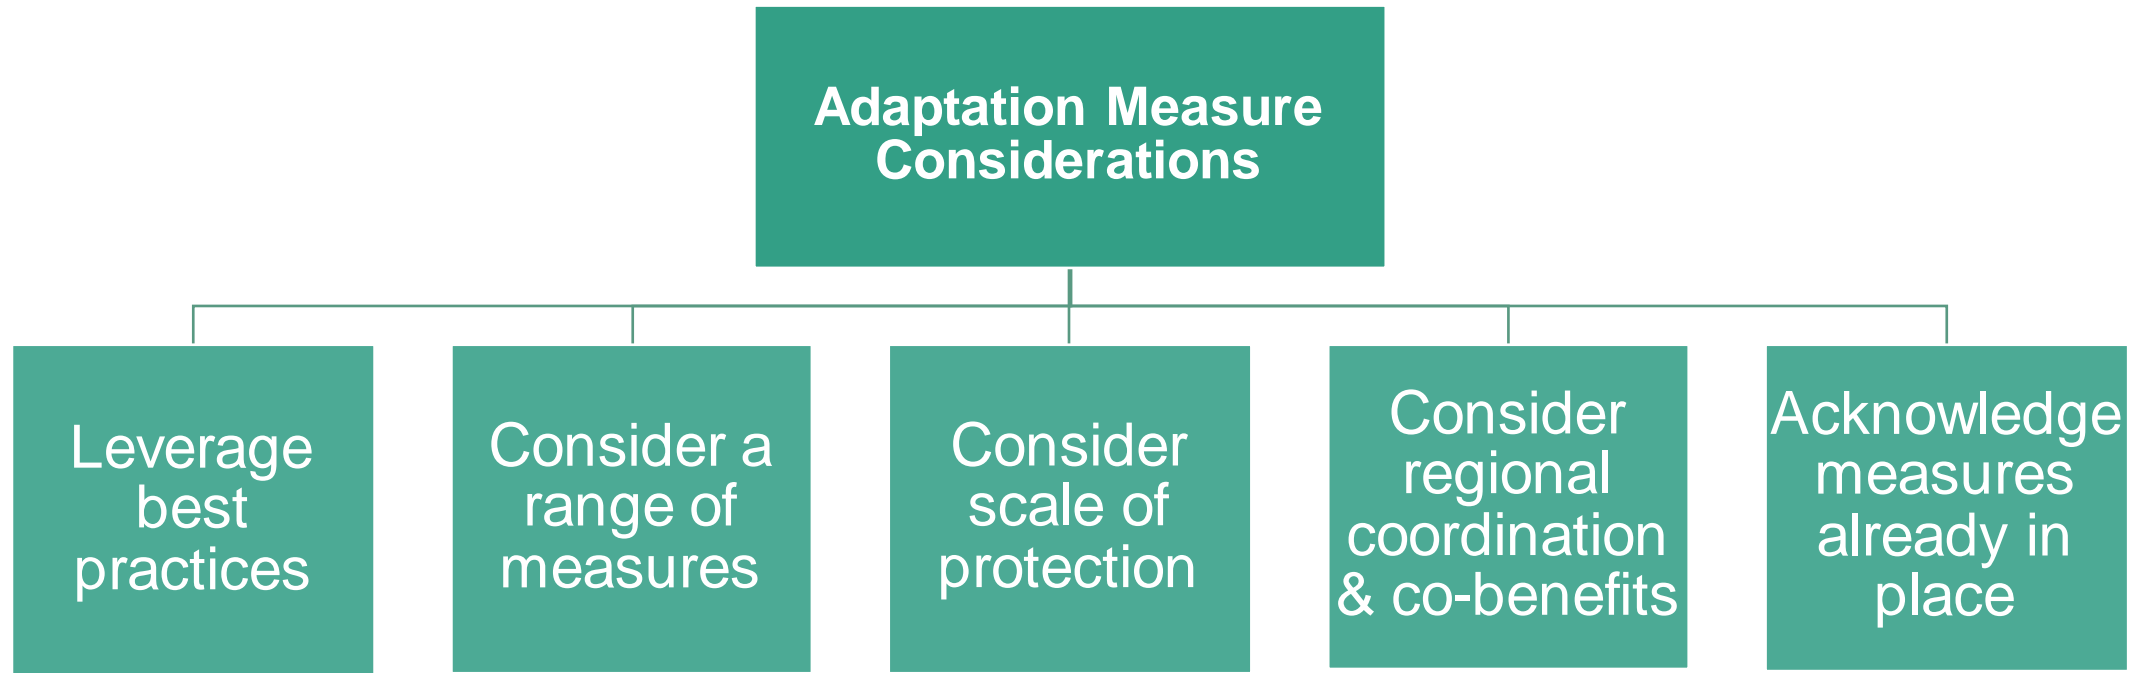 Adaptation Measure
Considerations
Leverage
best
practices
Consider a
range of
measures
Consider
scale of
protection
Consider
regional
coordination
& co-benefits
Acknowledge
measures
already in
place